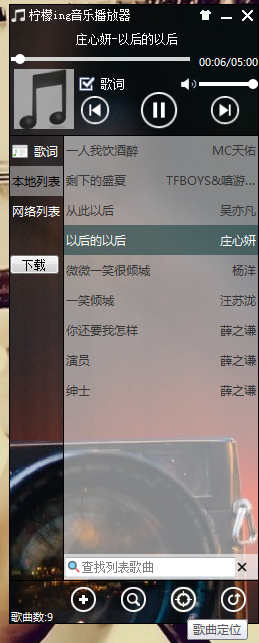 柠檬ing音乐播放器
庄心妍-以后的以后
00:06/05:00
歌词
歌词
本地列表
网络列表
下载
一人我饮酒醉 MC天佑
剩下的盛夏 TFBOYS&嘻游...
从此以后 吴亦凡
以后的以后 庄心妍
微微一笑很倾城 杨洋
一笑倾城 汪苏泷
你还要我怎样 薛之谦
演员 薛之谦
绅士 薛之谦
查找列表歌曲
歌曲数:9
歌曲定位